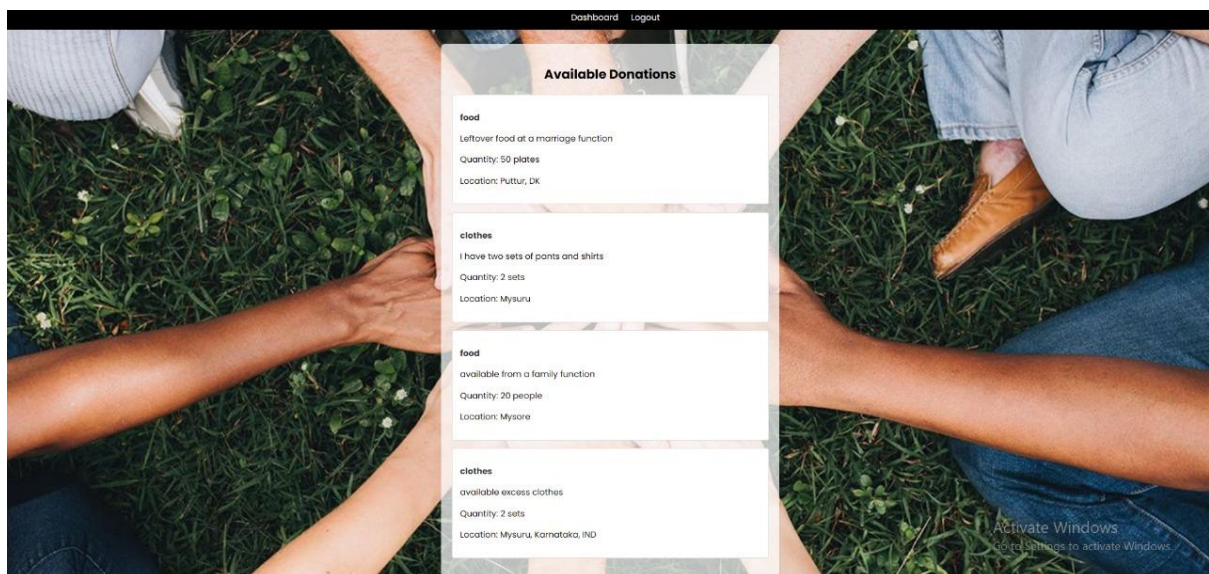 Dashboard Logout
Available Donations
food
Leftover food at a marriage function
Quantity: 50 plates
Location: Puttur, DK
clothes
I have two sets of pants and shirts
Quantity: 2 sets
Location: Mysuru
food
available from a family function
Quantity: 20 people
Location: Mysore
clothes
available excess clothes
Quantity: 2 sets
Location: Mysuru, Karnataka, IND
Activate Windows
Go to Settings to activate Windows.